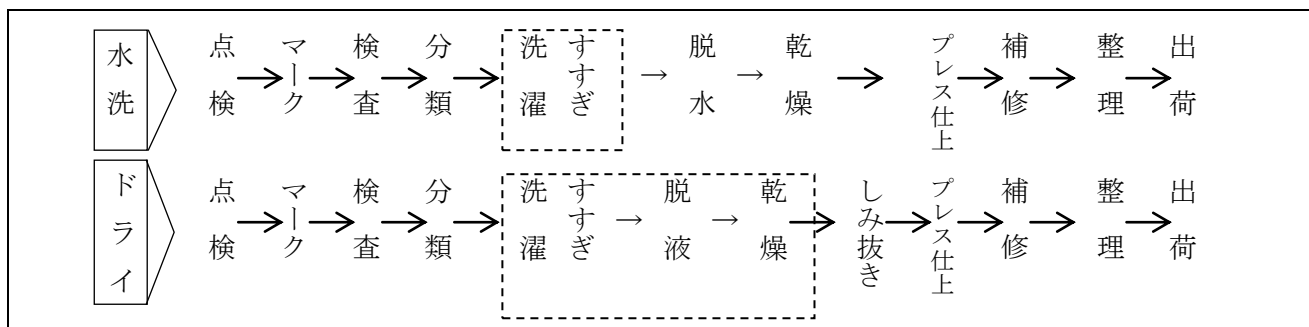 水洗 点検 → マーク → 検査 → 分類 → 洗濯 すすぎ → 脱水 → 乾燥 → プレス仕上 → 補修 → 整理 → 出荷
ドライ 点検 → マーク → 検査 → 分類 → 洗濯 すすぎ → 脱液 → 乾燥 → しみ抜き → プレス仕上 → 補修 → 整理 → 出荷